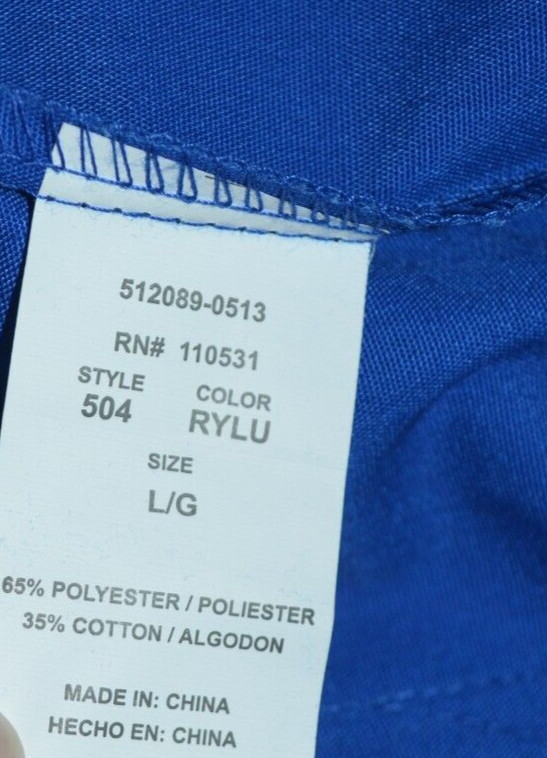 512089-0513
RN# 110531
STYLE COLOR
504 RYLU
SIZE
L/G
65% POLYESTER / POLIESTER
35% COTTON / ALGODON
MADE IN: CHINA
HECHO EN: CHINA